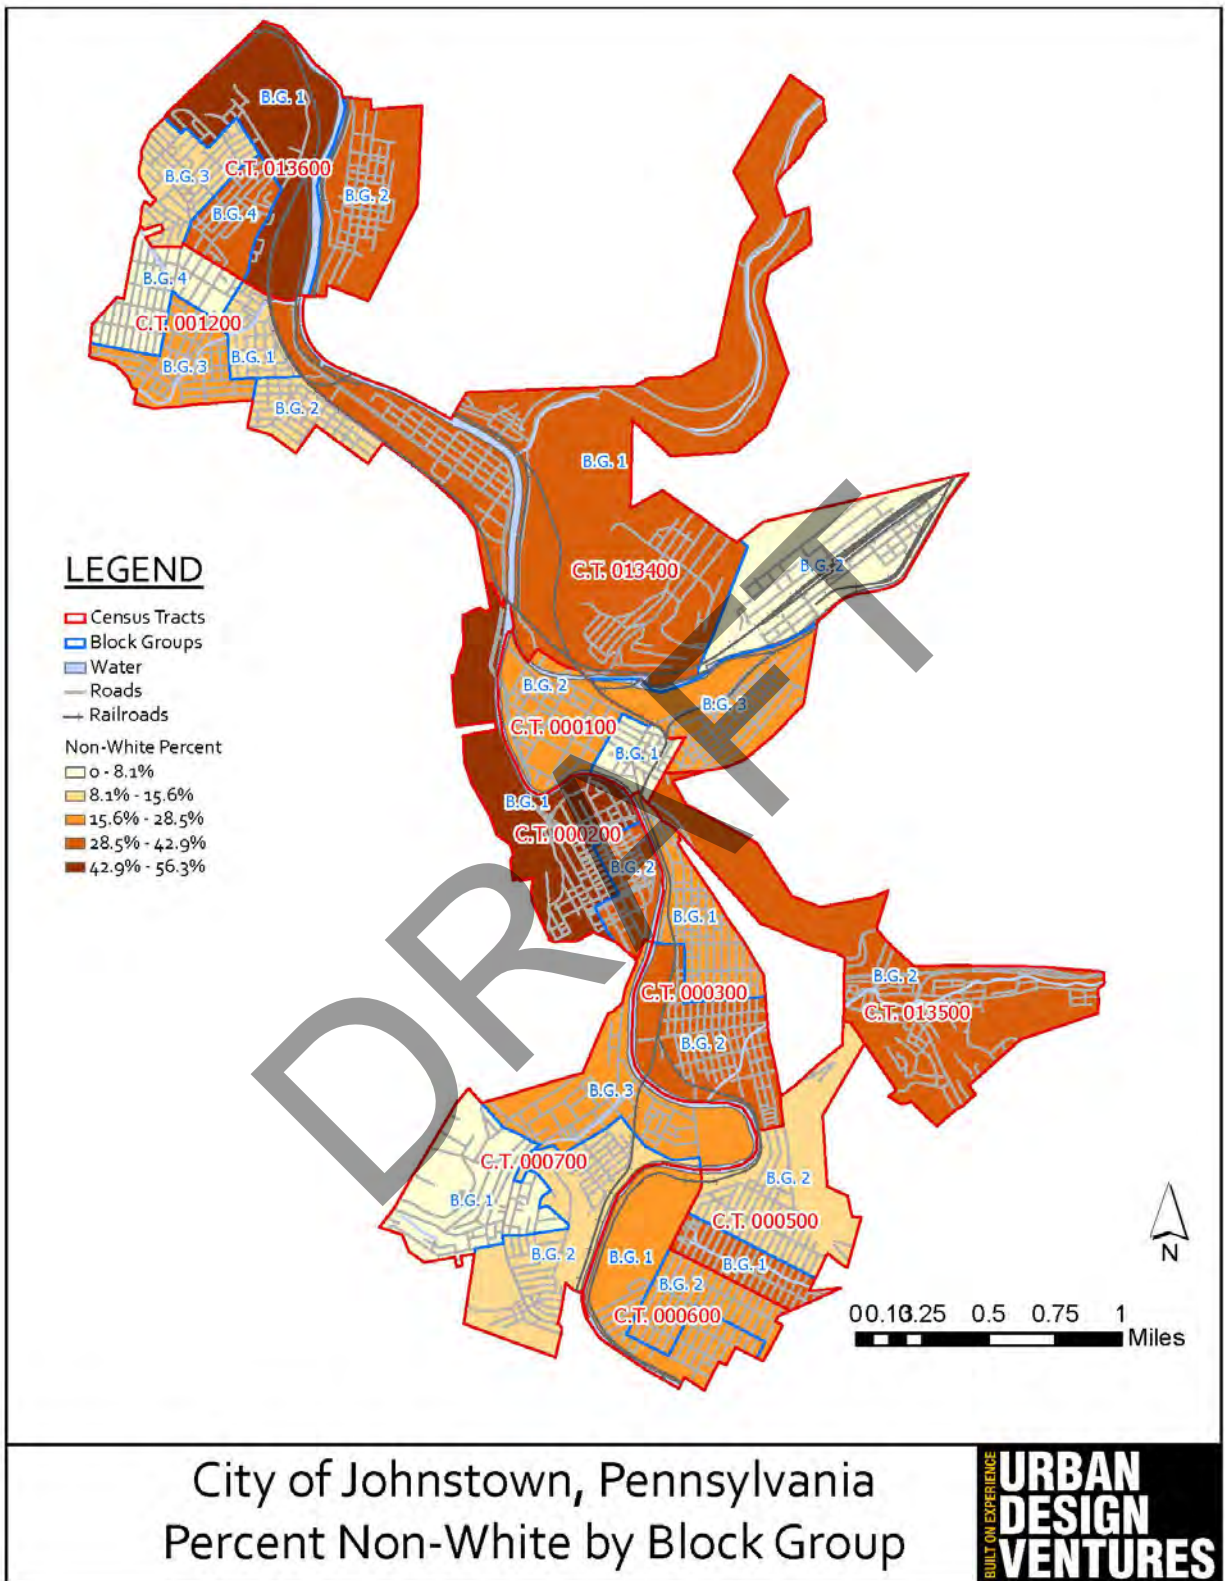 B.G. 1
C.T. 013600
B.G. 3
B.G. 2
B.G. 4
B.G. 4
C.T. 001200
B.G. 1
B.G. 3
B.G. 2
B.G. 1
C.T. 013400
B.G. 2
LEGEND
Census Tracts
Block Groups
Water
Roads
Railroads
Non-White Percent
0 - 8.1%
8.1% - 15.6%
15.6% - 28.5%
28.5% - 42.9%
42.9% - 56.3%
B.G. 2
B.G. 3
C.T. 000100
B.G. 1
B.G. 1
C.T. 000200
B.G. 2
B.G. 1
B.G. 2
C.T. 000300
C.T. 013500
B.G. 2
B.G. 3
C.T. 000700
B.G. 2
B.G. 1
C.T. 000500
B.G. 2
B.G. 1
B.G. 1
B.G. 2
C.T. 000600
DRAFT
N
0 0.13 0.25 0.5 0.75 1
Miles
City of Johnstown, Pennsylvania
Percent Non-White by Block Group
BUILT ON EXPERIENCE
URBAN
DESIGN
VENTURES